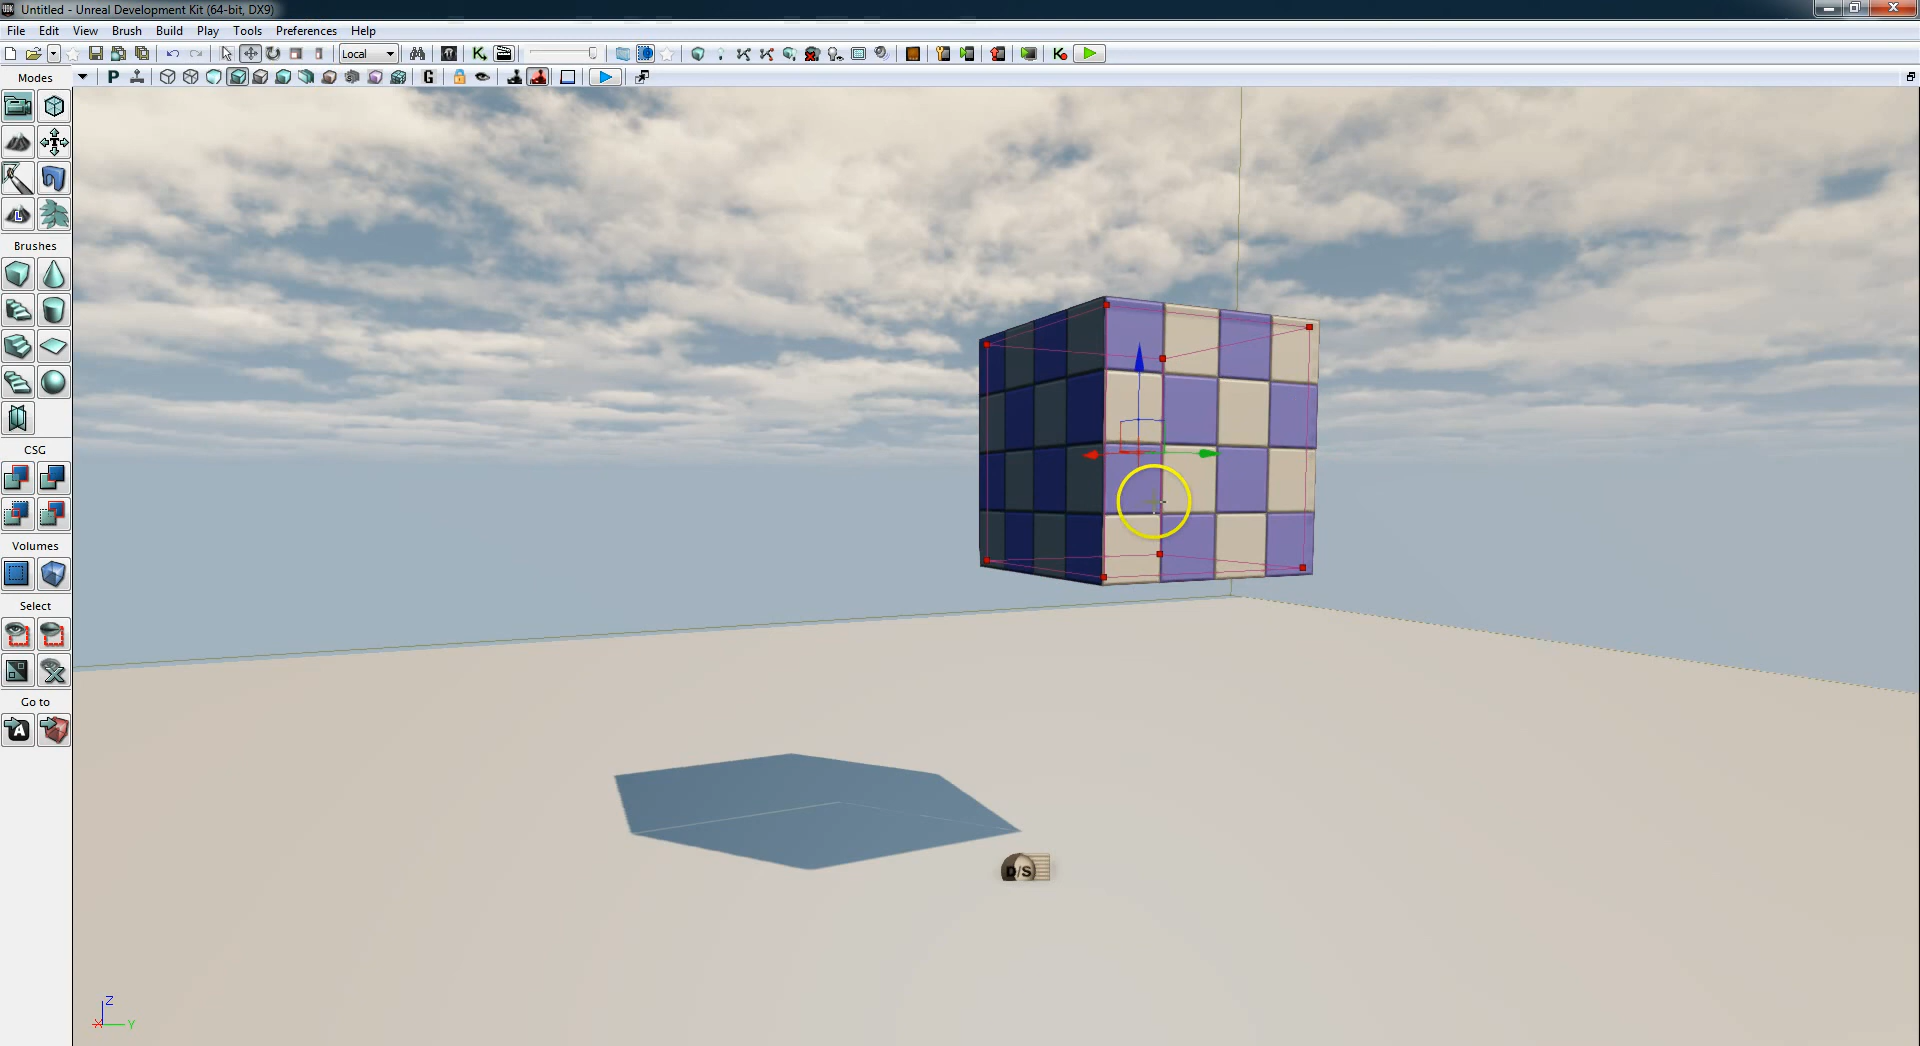 Untitled - Unreal Development Kit (64-bit, DX9)
File Edit View Brush Build Play Tools Preferences Help
Local
Modes
P
G
L
Brushes
CSG
Volumes
Select
Go to
A
D/S
Z
X Y